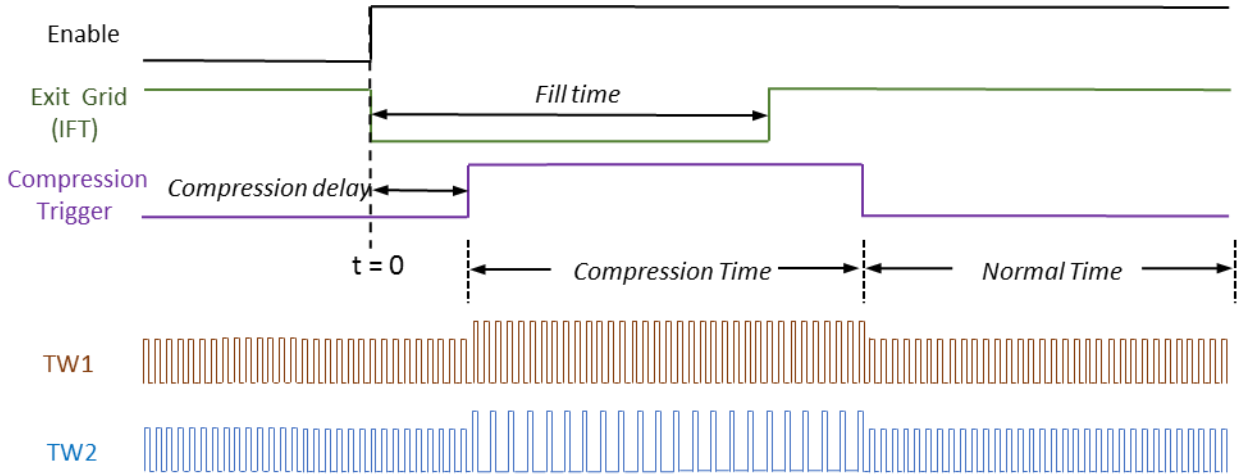 Enable
Exit Grid
(IFT)
Fill time
Compression
Trigger
Compression delay
t = 0
Compression Time
Normal Time
TW1
TW2